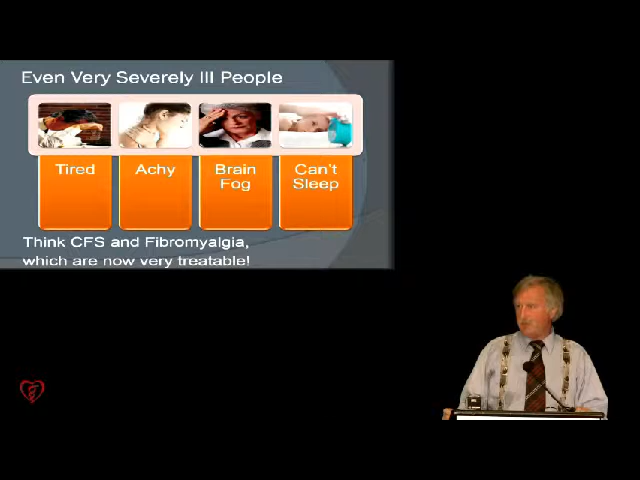 Even Very Severely Ill People
Tired
Achy
Brain
Fog
Can't
Sleep
Think CFS and Fibromyalgia,
which are now very treatable!